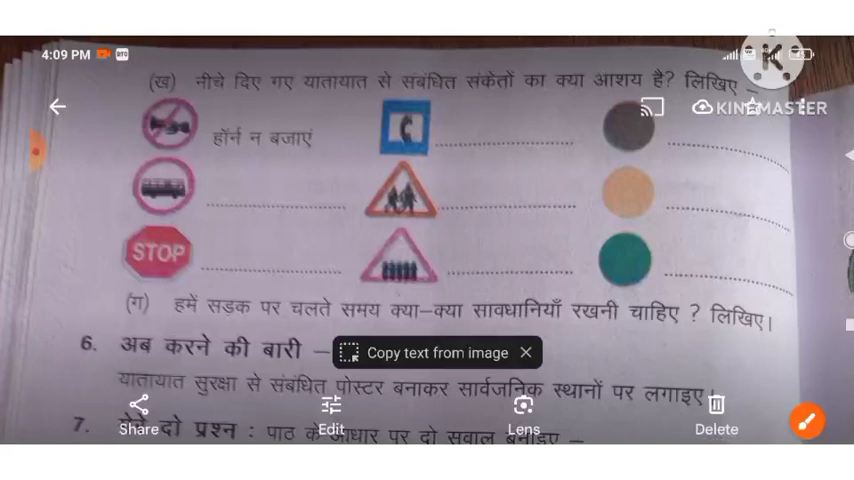 4:09 PM
(ख) नीचे दिए गए यातायात से संबंधित संकेतों का क्या आशय है? लिखिए –
KINEMASTER
हॉर्न न बजाएं
STOP
(ग) हमें सड़क पर चलते समय क्या–क्या सावधानियाँ रखनी चाहिए ? लिखिए।
6. अब करने की बारी –
Copy text from image
यातायात सुरक्षा से संबंधित पोस्टर बनाकर सार्वजनिक स्थानों पर लगाइए।
Share Edit Lens Delete
7. दो प्रश्न : पाठ के आधार पर दो सवाल बनाइए –